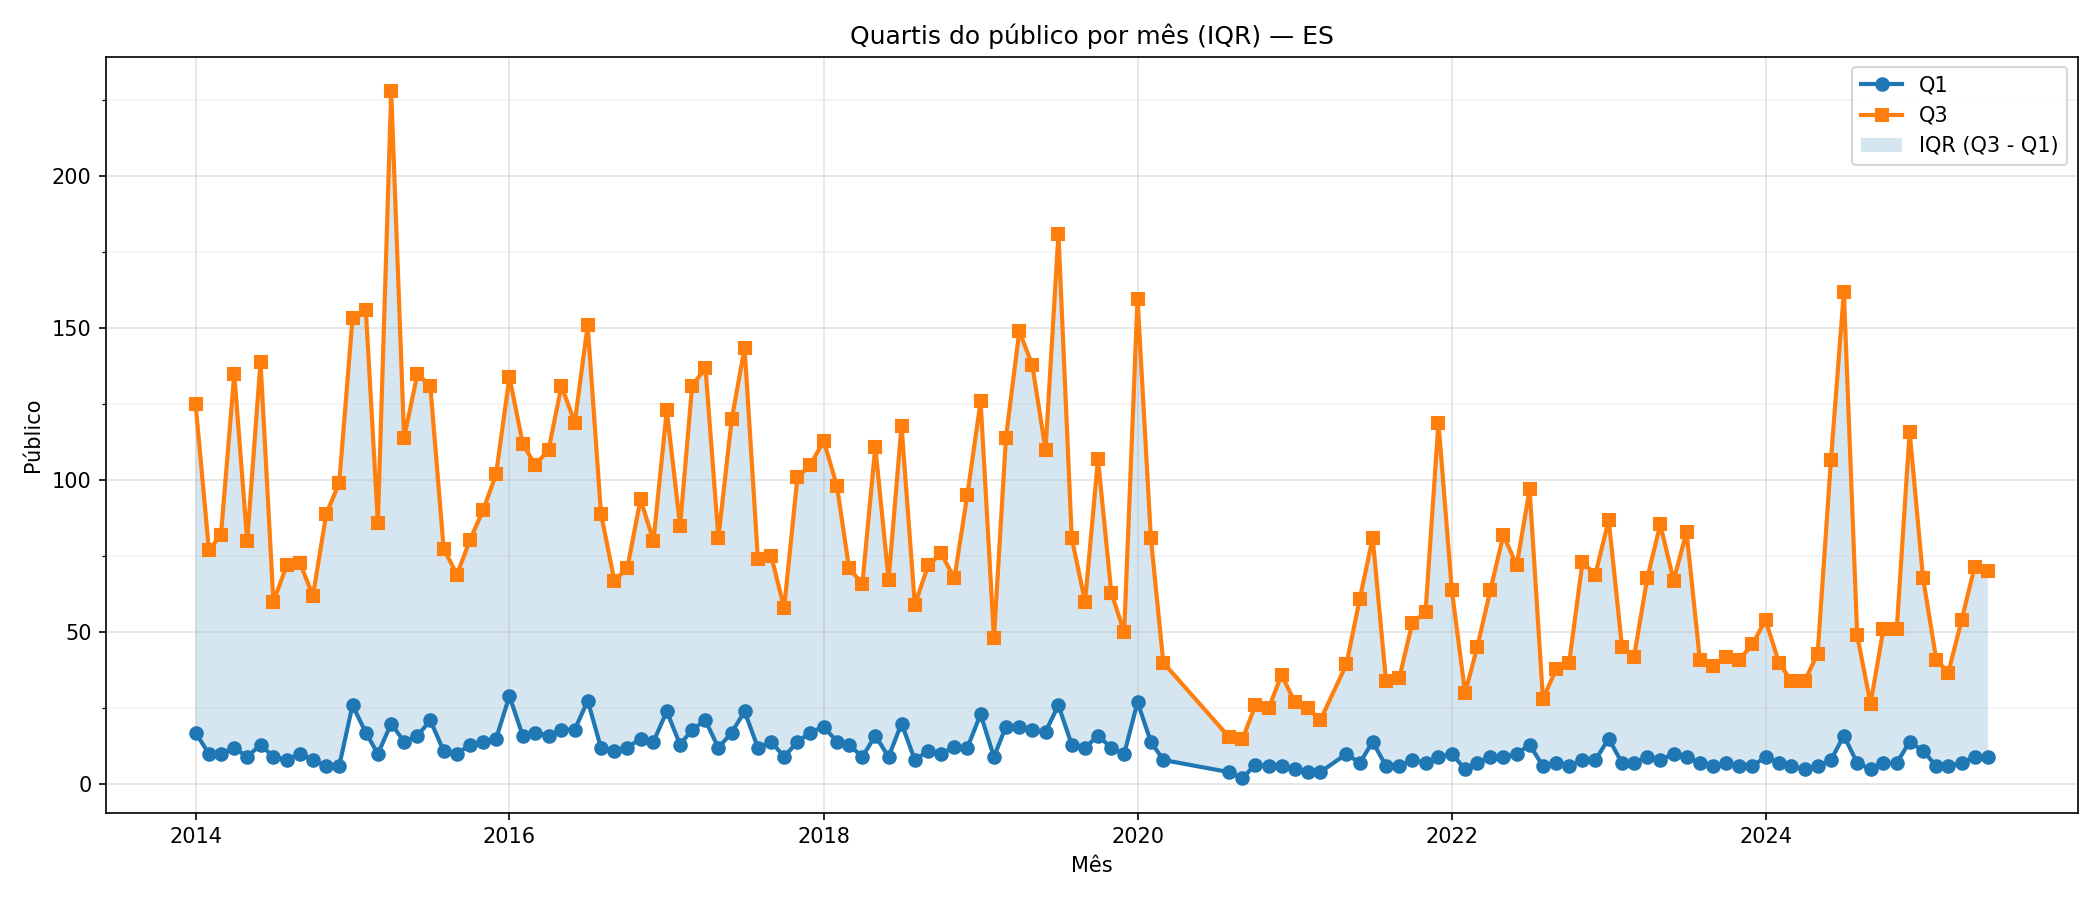 Quartis do público por mês (IQR) — ES
Q1
Q3
IQR (Q3 - Q1)
Público
200
150
100
50
0
2014
2016
2018
2020
2022
2024
Mês